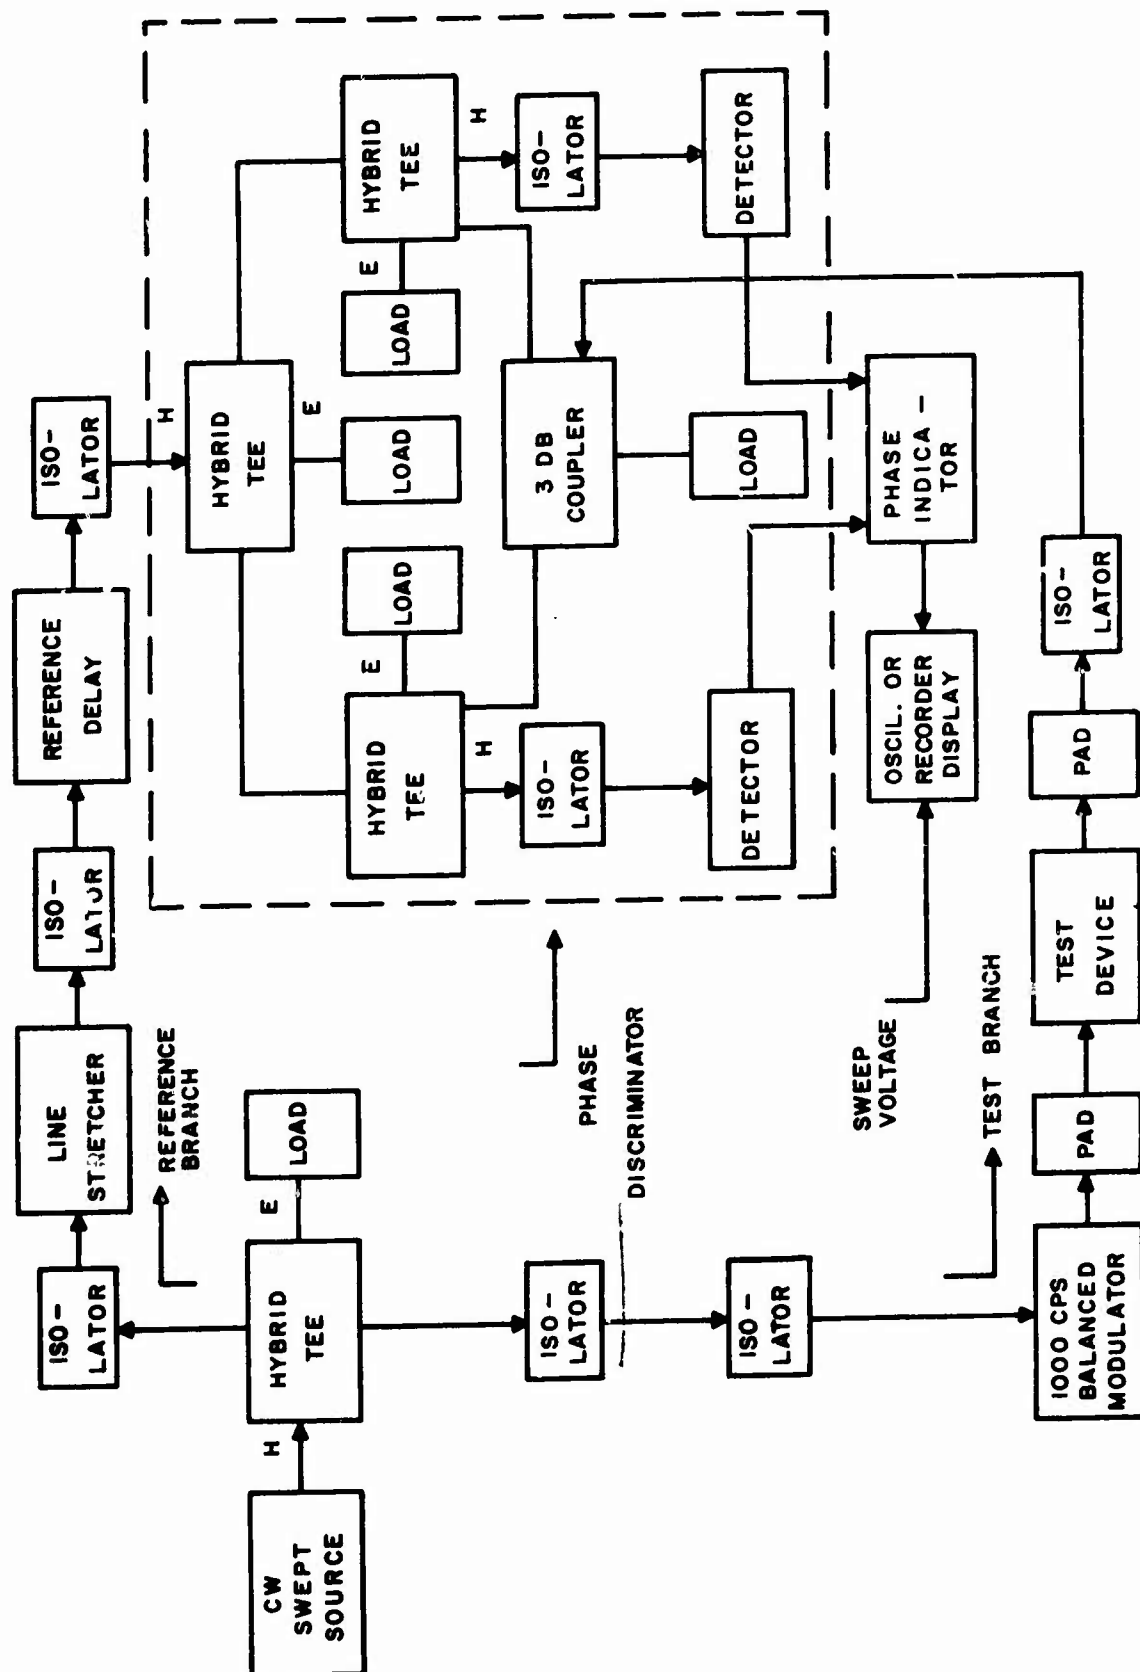 CW
SWEPT
SOURCE
H
HYBRID
TEE
E
LOAD
ISO-
LATOR
LINE
STRETCHER
ISO-
LATOR
REFERENCE
DELAY
ISO-
LATOR
REFERENCE
BRANCH
H
HYBRID
TEE
E
LOAD
HYBRID
TEE
E
LOAD
H
ISO-
LATOR
DETECTOR
HYBRID
TEE
E
LOAD
H
ISO-
LATOR
DETECTOR
3 DB
COUPLER
LOAD
PHASE
DISCRIMINATOR
PHASE
INDICA-
TOR
OSCIL. OR
RECORDER
DISPLAY
SWEEP
VOLTAGE
ISO-
LATOR
ISO-
LATOR
TEST BRANCH
1000 CPS
BALANCED
MODULATOR
PAD
TEST
DEVICE
PAD
ISO-
LATOR